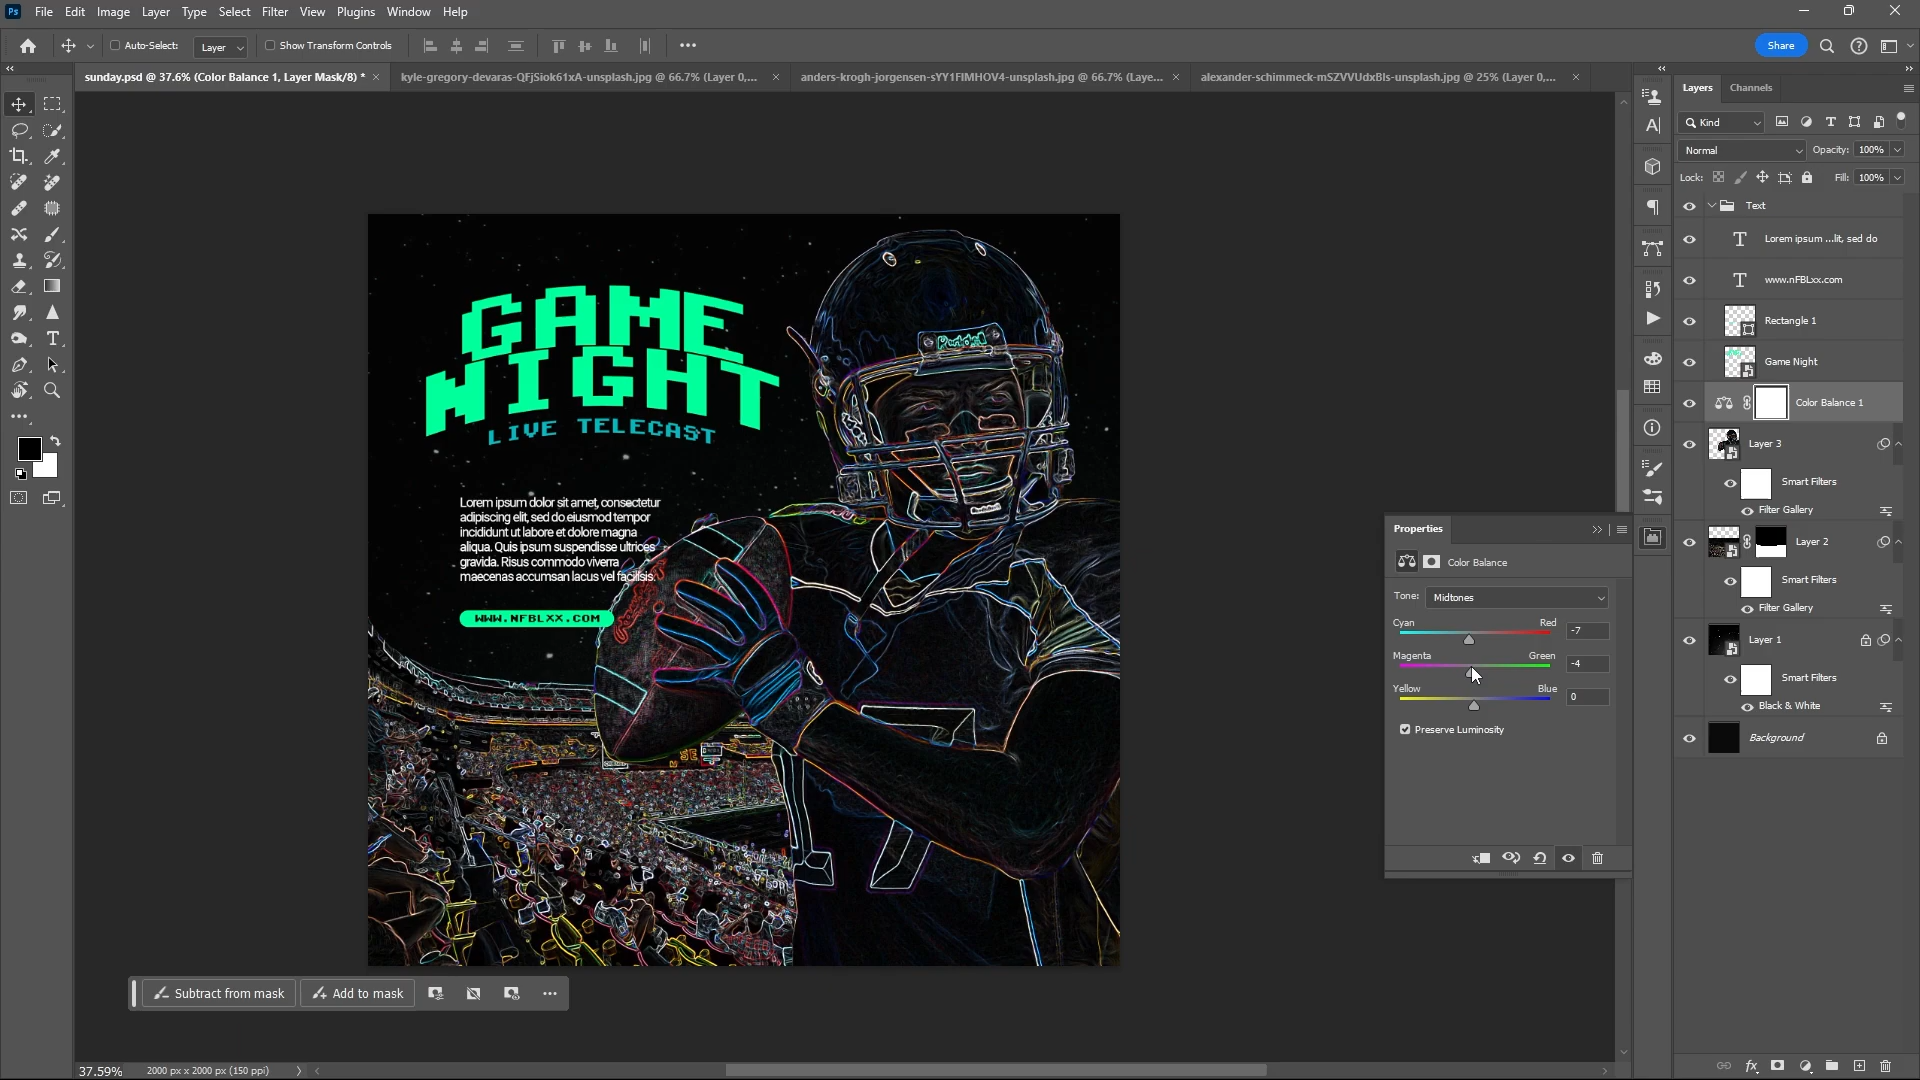 Ps File Edit Image Layer Type Select Filter View Plugins Window Help
Auto-Select: Layer Show Transform Controls Share
sunday.psd @ 37.6% (Color Balance 1, Layer Mask/8) *
kyle-gregory-devaras-QFjSiok61xA-unsplash.jpg @ 66.7% (Layer 0,...
anders-krogh-jorgensen-sYY1FIMHOV4-unsplash.jpg @ 66.7% (Laye...
alexander-schimmeck-mSZVVUdxBls-unsplash.jpg @ 25% (Layer 0,...
GAME
NIGHT
LIVE TELECAST
Lorem ipsum dolor sit amet, consectetur
adipiscing elit, sed do eiusmod tempor
incididunt ut labore et dolore magna
aliqua. Quis ipsum suspendisse ultrices
gravida. Risus commodo viverra
maecenas accumsan lacus vel facilisis.
WWW.NFBLXX.COM
Subtract from mask
Add to mask
37.59%
2000 px x 2000 px (150 ppi)
Properties
Color Balance
Tone: Midtones
Cyan Red -7
Magenta Green -4
Yellow Blue 0
Preserve Luminosity
Layers Channels
Kind
Normal Opacity: 100%
Lock: Fill: 100%
Text
Lorem ipsum ...lit, sed do
www.nFBLxx.com
Rectangle 1
Game Night
Color Balance 1
Layer 3
Smart Filters
Filter Gallery
Layer 2
Smart Filters
Filter Gallery
Layer 1
Smart Filters
Black & White
Background